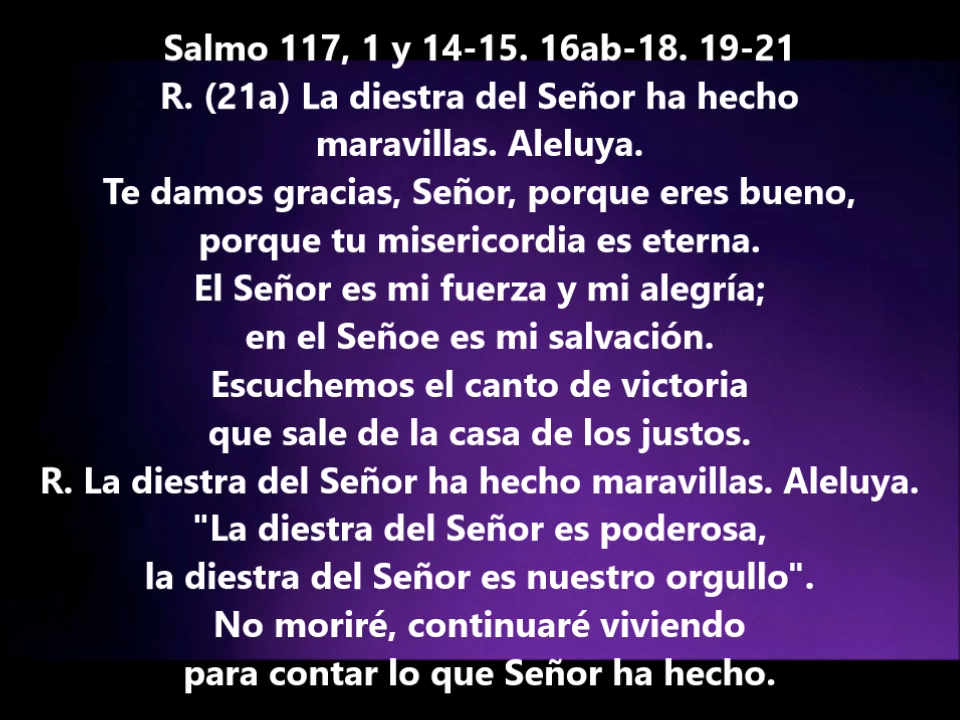 Salmo 117, 1 y 14-15. 16ab-18. 19-21
R. (21a) La diestra del Señor ha hecho
maravillas. Aleluya.
Te damos gracias, Señor, porque eres bueno,
porque tu misericordia es eterna.
El Señor es mi fuerza y mi alegría;
en el Señoe es mi salvación.
Escuchemos el canto de victoria
que sale de la casa de los justos.
R. La diestra del Señor ha hecho maravillas. Aleluya.
"La diestra del Señor es poderosa,
la diestra del Señor es nuestro orgullo".
No moriré, continuaré viviendo
para contar lo que Señor ha hecho.